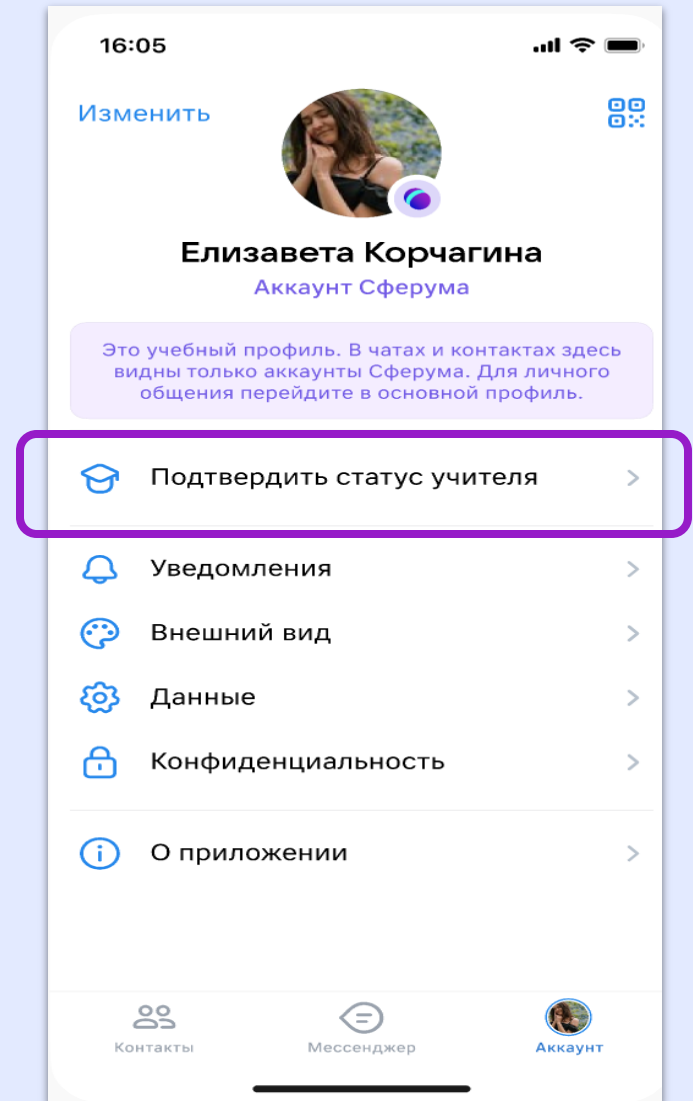 16:05
Изменить
Елизавета Корчагина
Аккаунт Сферума
Это учебный профиль. В чатах и контактах здесь
видны только аккаунты Сферума. Для личного
общения перейдите в основной профиль.
Подтвердить статус учителя
Уведомления
Внешний вид
Данные
Конфиденциальность
О приложении
Контакты
Мессенджер
Аккаунт